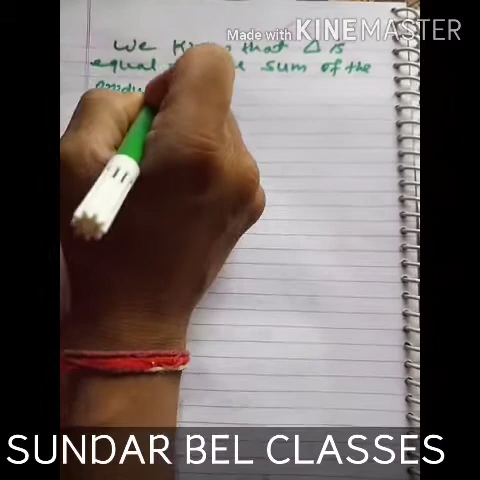 Made with KINEMASTER
We that Δ is
equal sum of the
SUNDAR BEL CLASSES